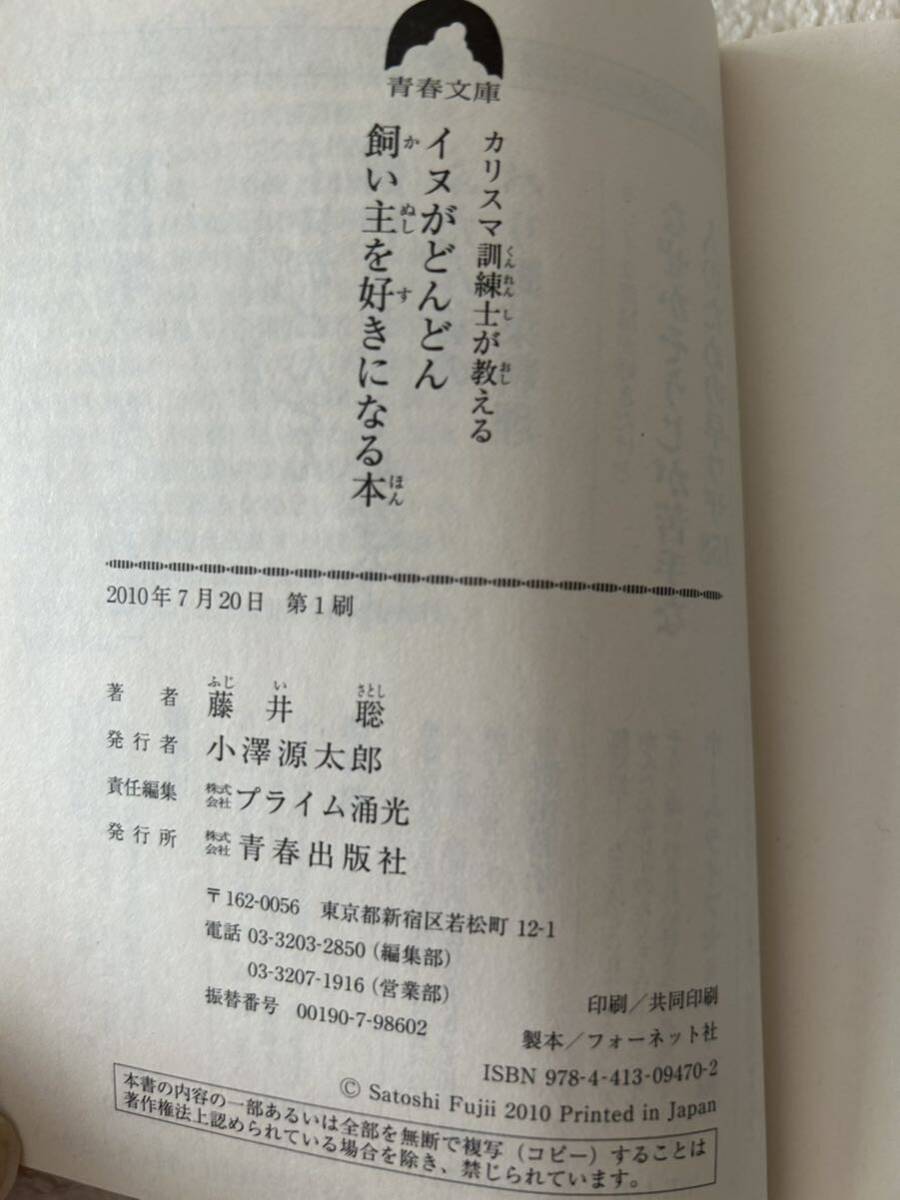 青春文庫
カリスマ訓練士が教える
イヌがどんどん
飼い主を好きになる本
2010年7月20日 第1刷
著者 藤井聡
発行者 小澤源太郎
責任編集 株式会社プライム涌光
発行所 株式会社青春出版社
〒162-0056 東京都新宿区若松町 12-1
電話 03-3203-2850(編集部)
03-3207-1916(営業部)
振替番号 00190-7-98602
印刷/共同印刷
製本/フォーネット社
ISBN 978-4-413-09470-2
© Satoshi Fujii 2010 Printed in Japan
本書の内容の一部あるいは全部を無断で複写(コピー)することは
著作権法上認められている場合を除き、禁じられています。